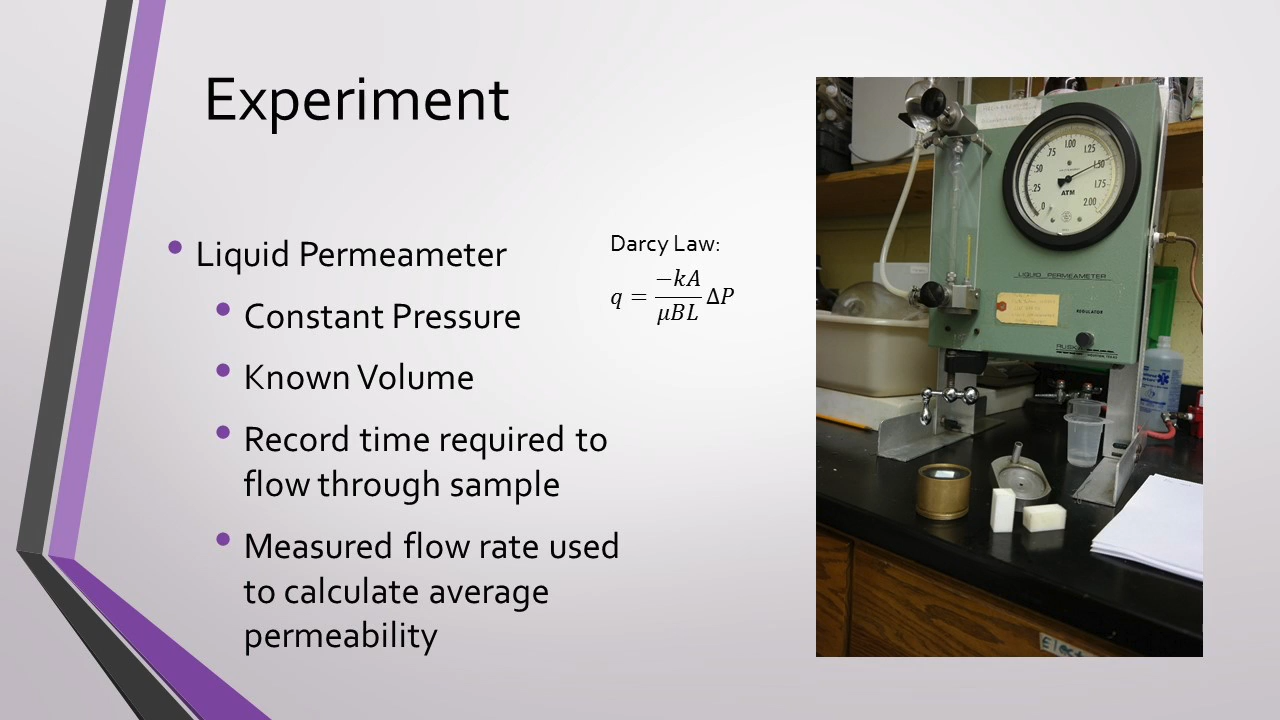 Experiment
• Liquid Permeameter
• Constant Pressure
• Known Volume
• Record time required to
flow through sample
• Measured flow rate used
to calculate average
permeability
Darcy Law:
q = −kA/μBL ΔP
0
.25
.50
.75
1.00
1.25
1.50
1.75
2.00
ATM
LIQUID PERMEAMETER
REGULATOR